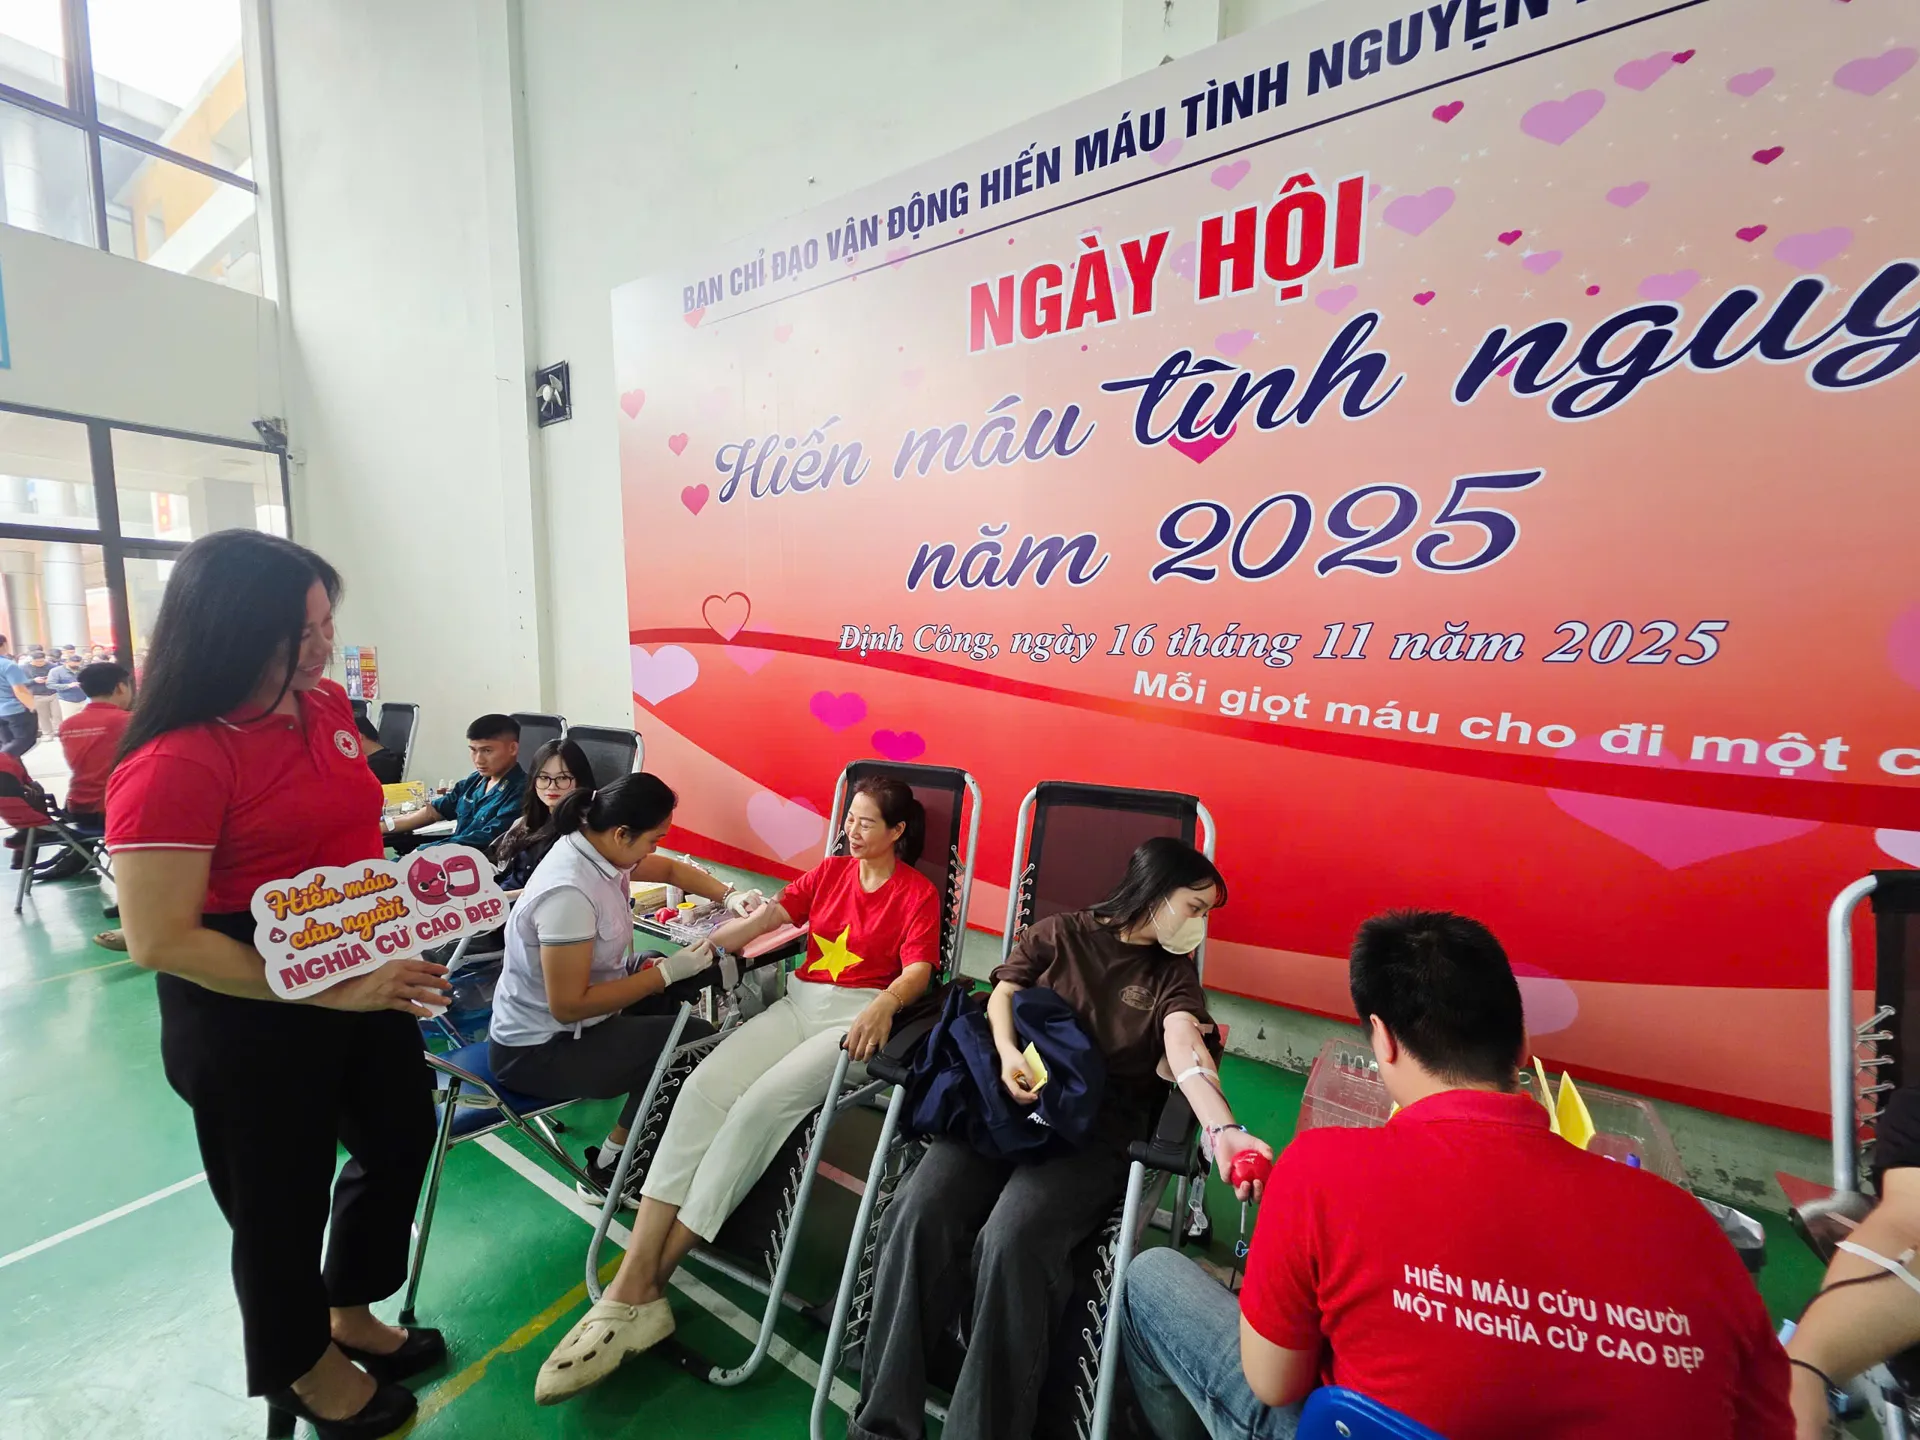 BAN CHỈ ĐẠO VẬN ĐỘNG HIẾN MÁU TÌNH NGUYỆN
NGÀY HỘI
Hiến máu tình nguy
năm 2025
Định Công, ngày 16 tháng 11 năm 2025
Mỗi giọt máu cho đi một c
Hiến máu
cứu người
NGHĨA CỬ CAO ĐẸP
HIẾN MÁU CỨU NGƯỜI
MỘT NGHĨA CỬ CAO ĐẸP